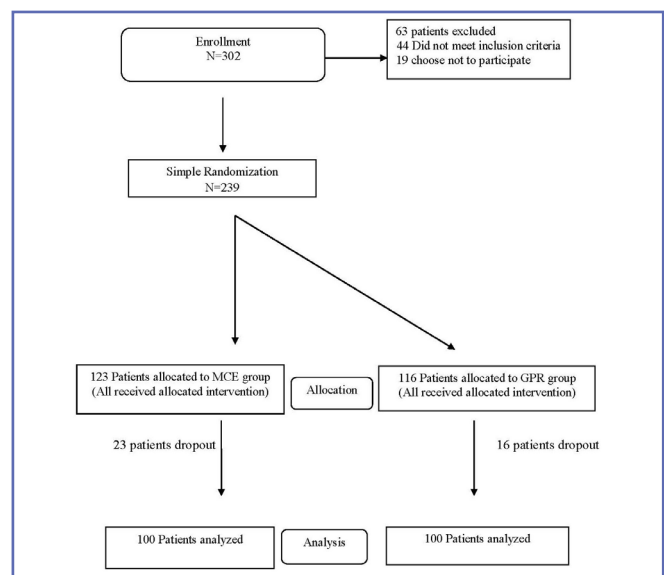 Enrollment
N=302
63 patients excluded
44 Did not meet inclusion criteria
19 choose not to participate
Simple Randomization
N=239
123 Patients allocated to MCE group
(All received allocated intervention)
Allocation
116 Patients allocated to GPR group
(All received allocated intervention)
23 patients dropout
16 patients dropout
100 Patients analyzed
Analysis
100 Patients analyzed